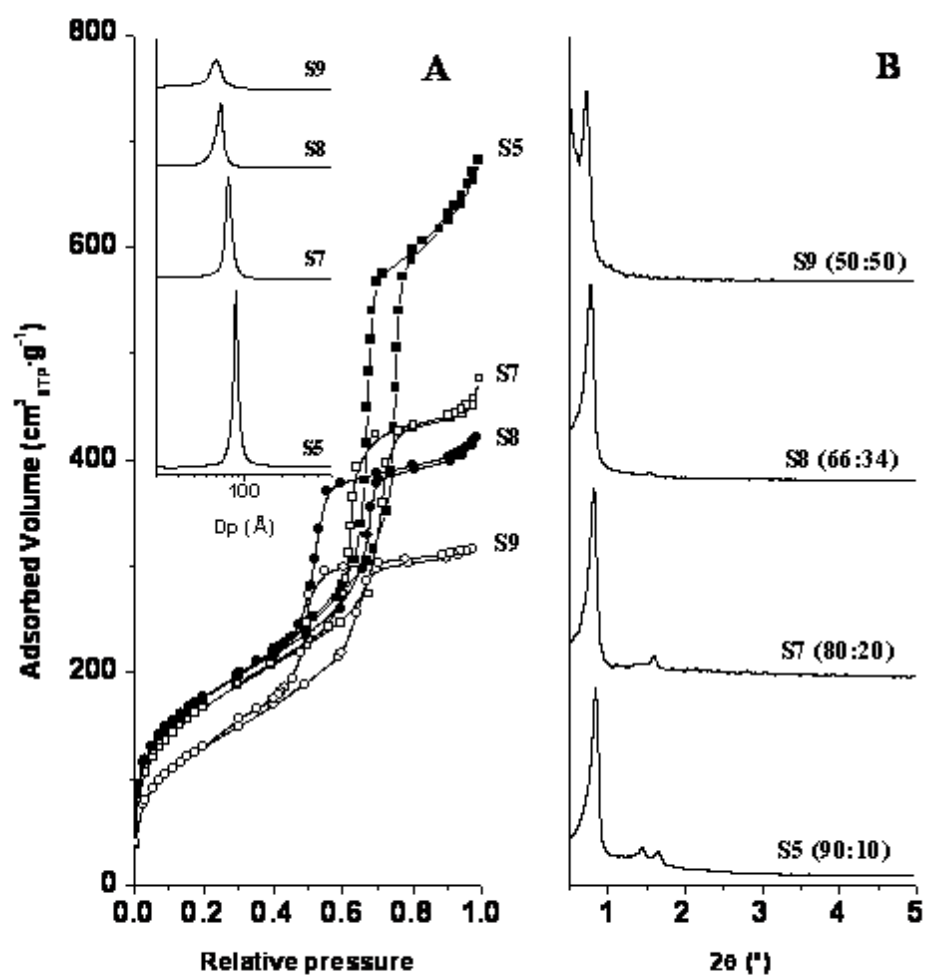 A
B
800
600
400
200
0
Adsorbed Volume (cm³ STP·g⁻¹)
S9
S8
S7
S5
100
Dp (Å)
S5
S7
S8
S9
0.0 0.2 0.4 0.6 0.8 1.0
Relative pressure
S9 (50:50)
S8 (66:34)
S7 (80:20)
S5 (90:10)
1 2 3 4 5
2θ (°)